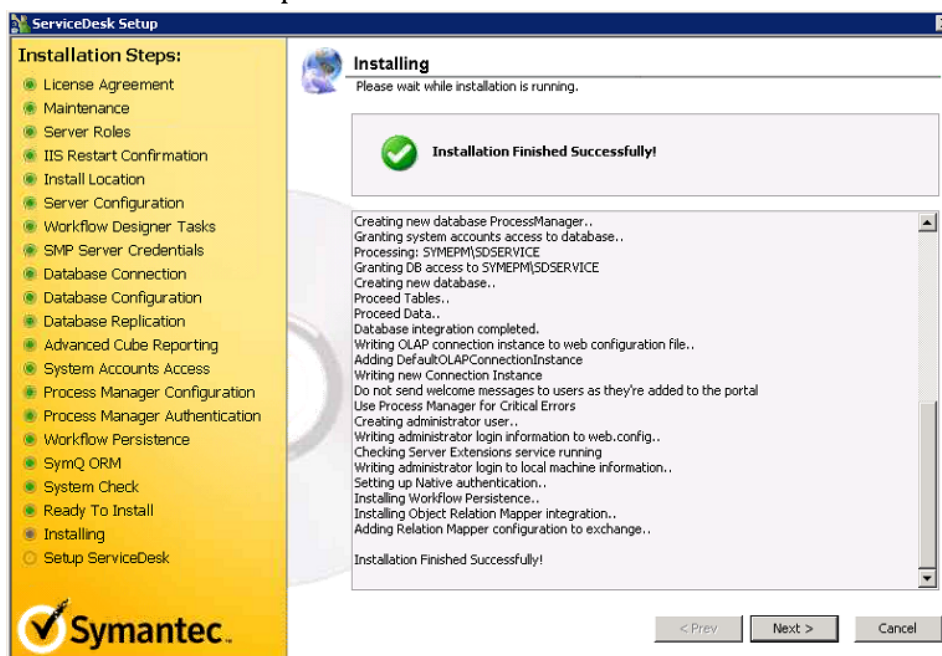 ServiceDesk Setup
Installation Steps:
License Agreement
Maintenance
Server Roles
IIS Restart Confirmation
Install Location
Server Configuration
Workflow Designer Tasks
SMP Server Credentials
Database Connection
Database Configuration
Database Replication
Advanced Cube Reporting
System Accounts Access
Process Manager Configuration
Process Manager Authentication
Workflow Persistence
SymQ ORM
System Check
Ready To Install
Installing
Setup ServiceDesk
Symantec.
Installing
Please wait while installation is running.
Installation Finished Successfully!
Creating new database ProcessManager..
Granting system accounts access to database..
Processing: SYMEPM\SDSERVICE
Granting DB access to SYMEPM\SDSERVICE
Creating new database..
Proceed Tables..
Proceed Data..
Database integration completed.
Writing OLAP connection instance to web configuration file..
Adding DefaultOLAPConnectionInstance
Writing new Connection Instance
Do not send welcome messages to users as they're added to the portal
Use Process Manager for Critical Errors
Creating administrator user..
Writing administrator login information to web.config..
Checking Server Extensions service running
Writing administrator login to local machine information..
Setting up Native authentication..
Installing Workflow Persistence..
Installing Object Relation Mapper integration..
Adding Relation Mapper configuration to exchange..
Installation Finished Successfully!
< Prev
Next >
Cancel